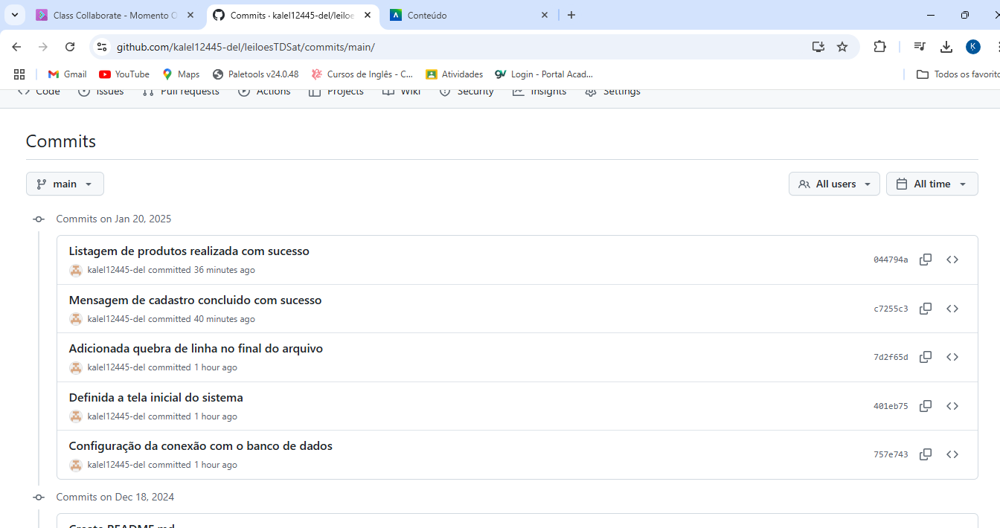 Class Collaborate - Momento
Commits · kalel12445-del/leiloe
Conteúdo
github.com/kalel12445-del/leiloesTDSat/commits/main/
K
Gmail
YouTube
Maps
Paletools v24.0.48
Cursos de Inglês - C...
Atividades
Login - Portal Acad...
Todos os favorito
Code
Issues
Pull requests
Actions
Projects
Wiki
Security
Insights
Settings
Commits
main
All users
All time
Commits on Jan 20, 2025
Listagem de produtos realizada com sucesso
kalel12445-del committed 36 minutes ago
044794a
Mensagem de cadastro concluido com sucesso
kalel12445-del committed 40 minutes ago
c7255c3
Adicionada quebra de linha no final do arquivo
kalel12445-del committed 1 hour ago
7d2f65d
Definida a tela inicial do sistema
kalel12445-del committed 1 hour ago
401eb75
Configuração da conexão com o banco de dados
kalel12445-del committed 1 hour ago
757e743
Commits on Dec 18, 2024
Create README.md